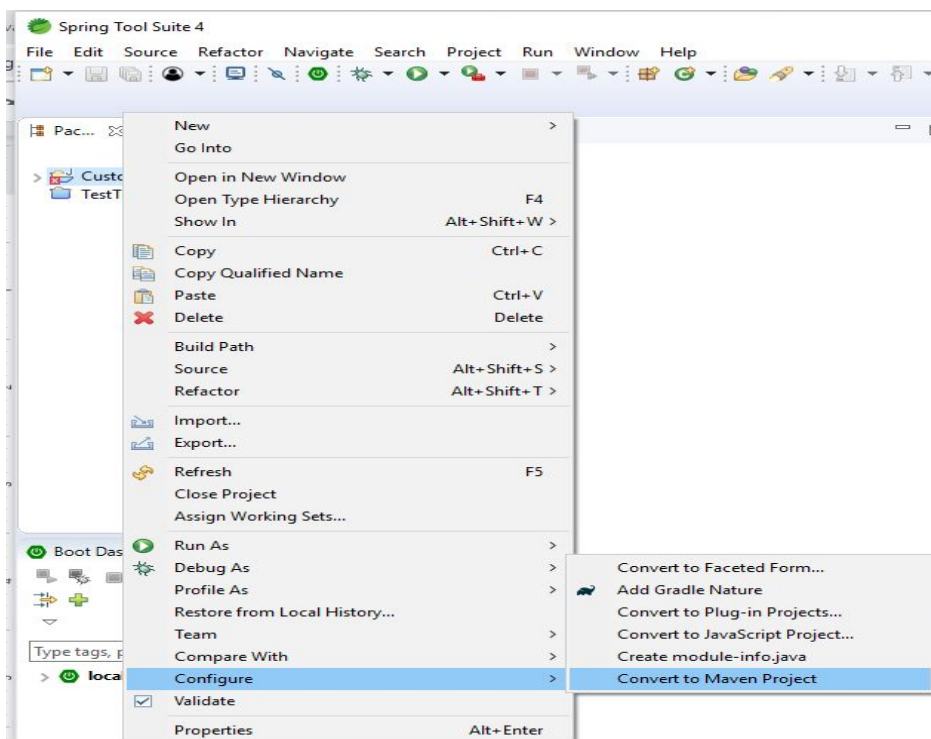 Spring Tool Suite 4
File Edit Source Refactor Navigate Search Project Run Window Help
Pac...
New >
Go Into
Custo
Open in New Window
TestT
Open Type Hierarchy F4
Show In Alt+Shift+W >
Copy Ctrl+C
Copy Qualified Name
Paste Ctrl+V
Delete Delete
Build Path >
Source Alt+Shift+S >
Refactor Alt+Shift+T >
Import...
Export...
Refresh F5
Close Project
Assign Working Sets...
Run As >
Boot Das
Debug As >
Profile As >
Restore from Local History...
Team >
Type tags, p
Compare With >
loca
Configure >
Validate
Properties Alt+Enter
Convert to Faceted Form...
Add Gradle Nature
Convert to Plug-in Projects...
Convert to JavaScript Project...
Create module-info.java
Convert to Maven Project